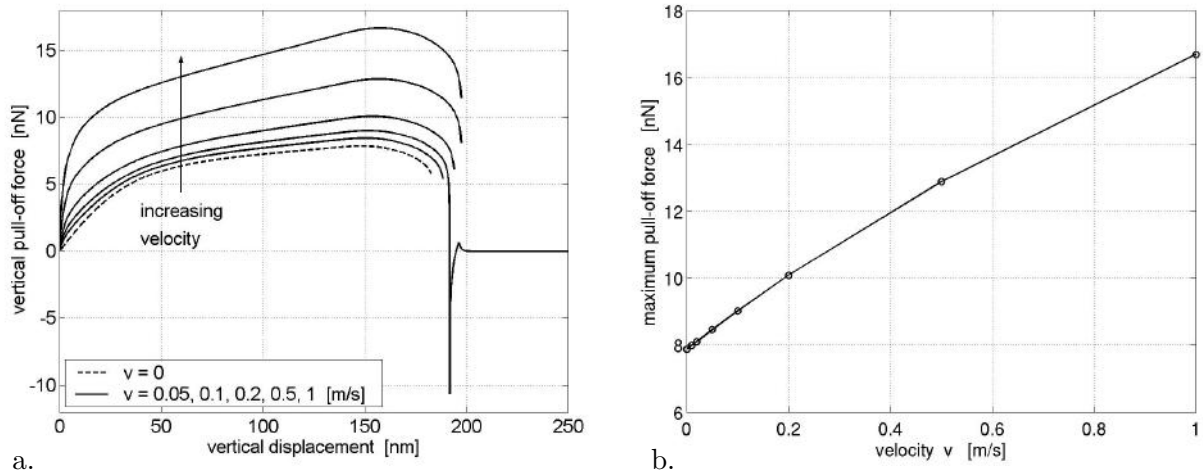 vertical pull-off force [nN]
15
10
5
0
-5
-10
increasing
velocity
v = 0
v = 0.05, 0.1, 0.2, 0.5, 1 [m/s]
0 50 100 150 200 250
vertical displacement [nm]
a.
maximum pull-off force [nN]
18
16
14
12
10
8
6
0 0.2 0.4 0.6 0.8 1
velocity v [m/s]
b.